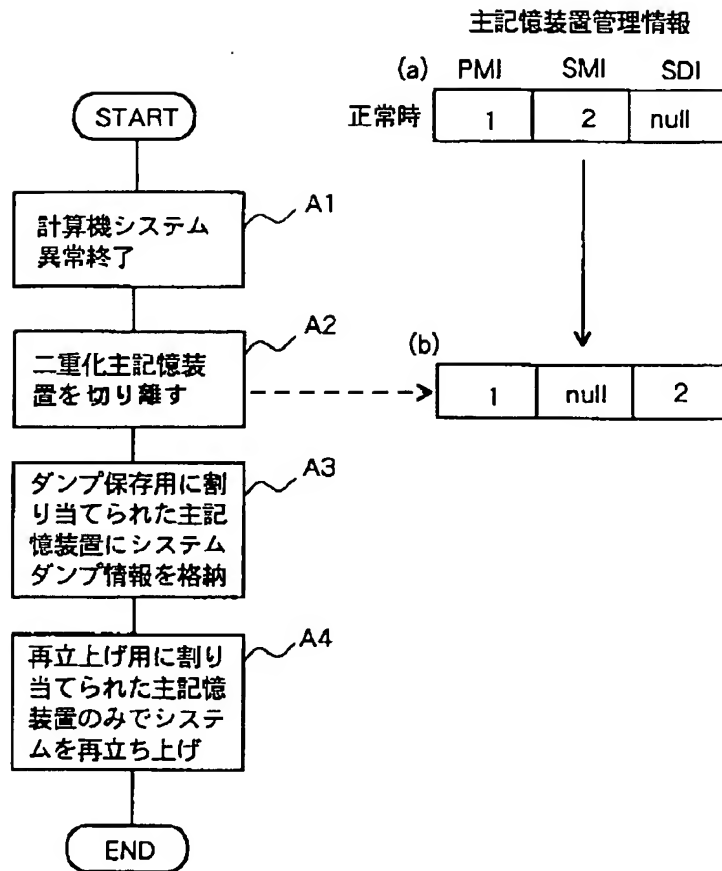 主記憶装置管理情報
(a) PMI SMI SDI
正常時 1 2 null
START
A1
計算機システム
異常終了
A2
二重化主記憶装
置を切り離す
(b)
1 null 2
A3
ダンプ保存用に割
り当てられた主記
憶装置にシステム
ダンプ情報を格納
A4
再立上げ用に割り
当てられた主記憶
装置のみでシステ
ムを再立ち上げ
END